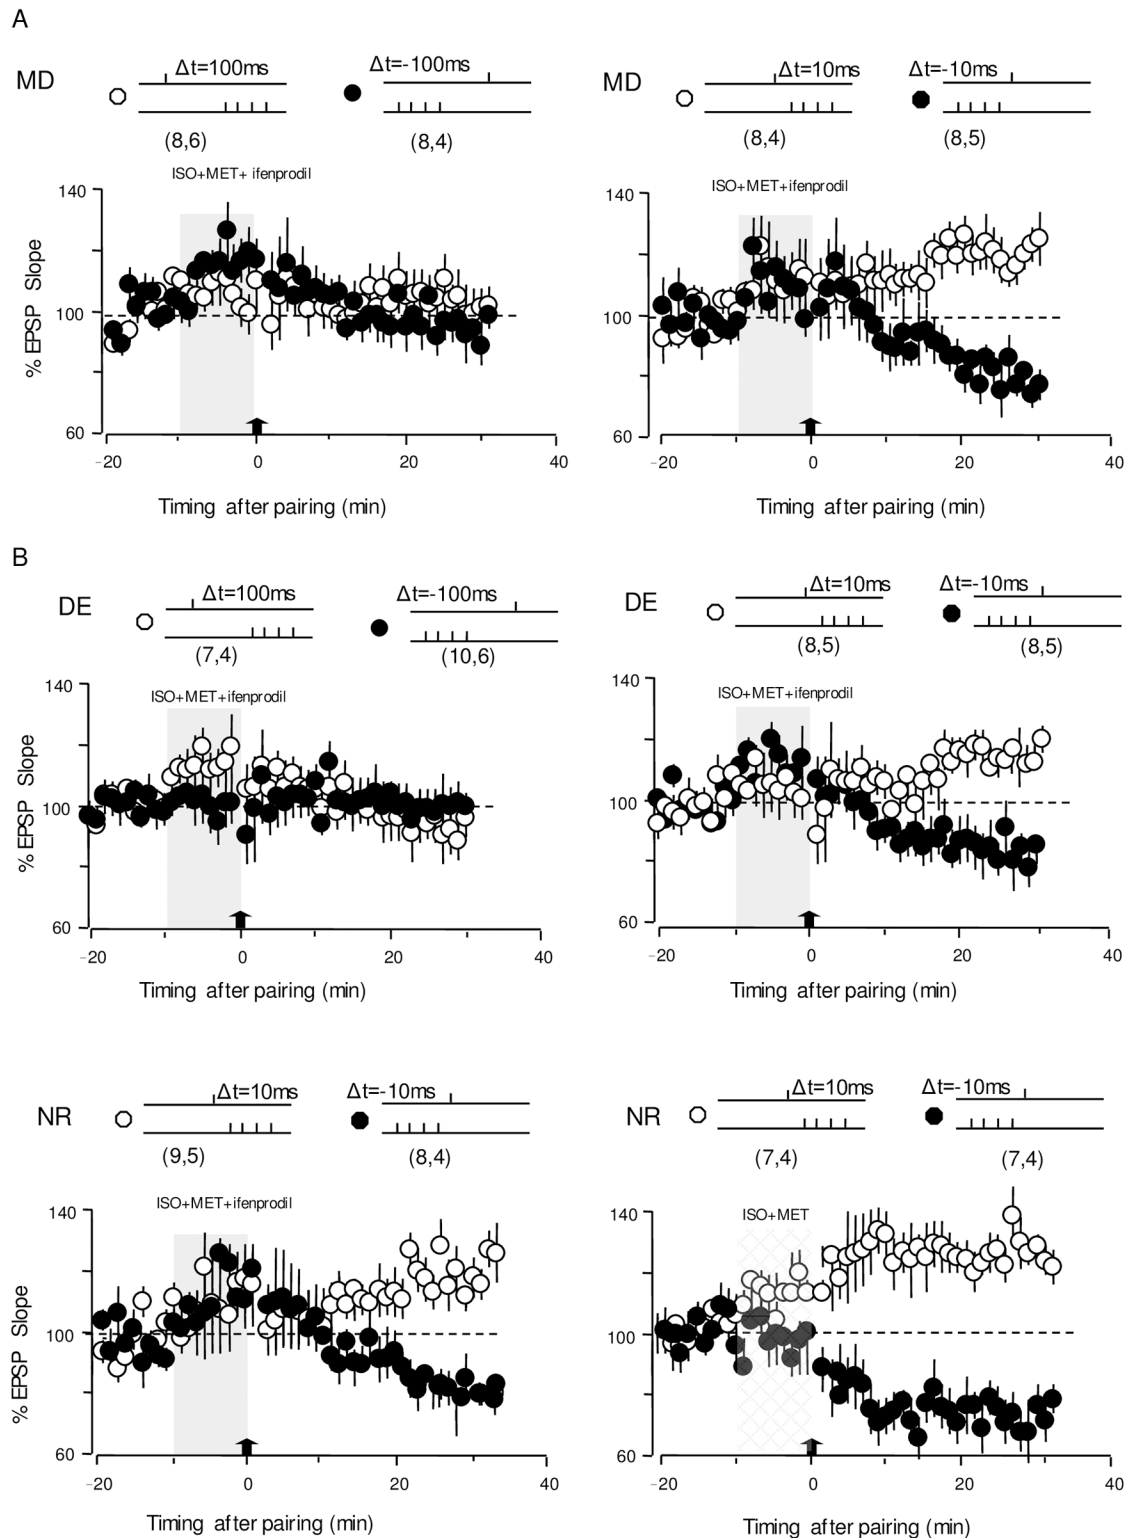 A
MD
Δt=100ms
Δt=-100ms
(8,6)
(8,4)
ISO+MET+ ifenprodil
140
100
60
% EPSP Slope
-20 0 20 40
Timing after pairing (min)
MD
Δt=10ms
Δt=-10ms
(8,4)
(8,5)
ISO+MET+ifenprodil
140
100
60
-20 0 20 40
Timing after pairing (min)
B
DE
Δt=100ms
Δt=-100ms
(7,4)
(10,6)
ISO+MET+ifenprodil
140
100
60
% EPSP Slope
-20 0 20 40
Timing after pairing (min)
DE
Δt=10ms
Δt=-10ms
(8,5)
(8,5)
ISO+MET+ifenprodil
140
100
60
-20 0 20 40
Timing after pairing (min)
NR
Δt=10ms
Δt=-10ms
(9,5)
(8,4)
ISO+MET+ifenprodil
140
100
60
% EPSP Slope
-20 0 20 40
Timing after pairing (min)
NR
Δt=10ms
Δt=-10ms
(7,4)
(7,4)
ISO+MET
140
100
60
-20 0 20 40
Timing after pairing (min)